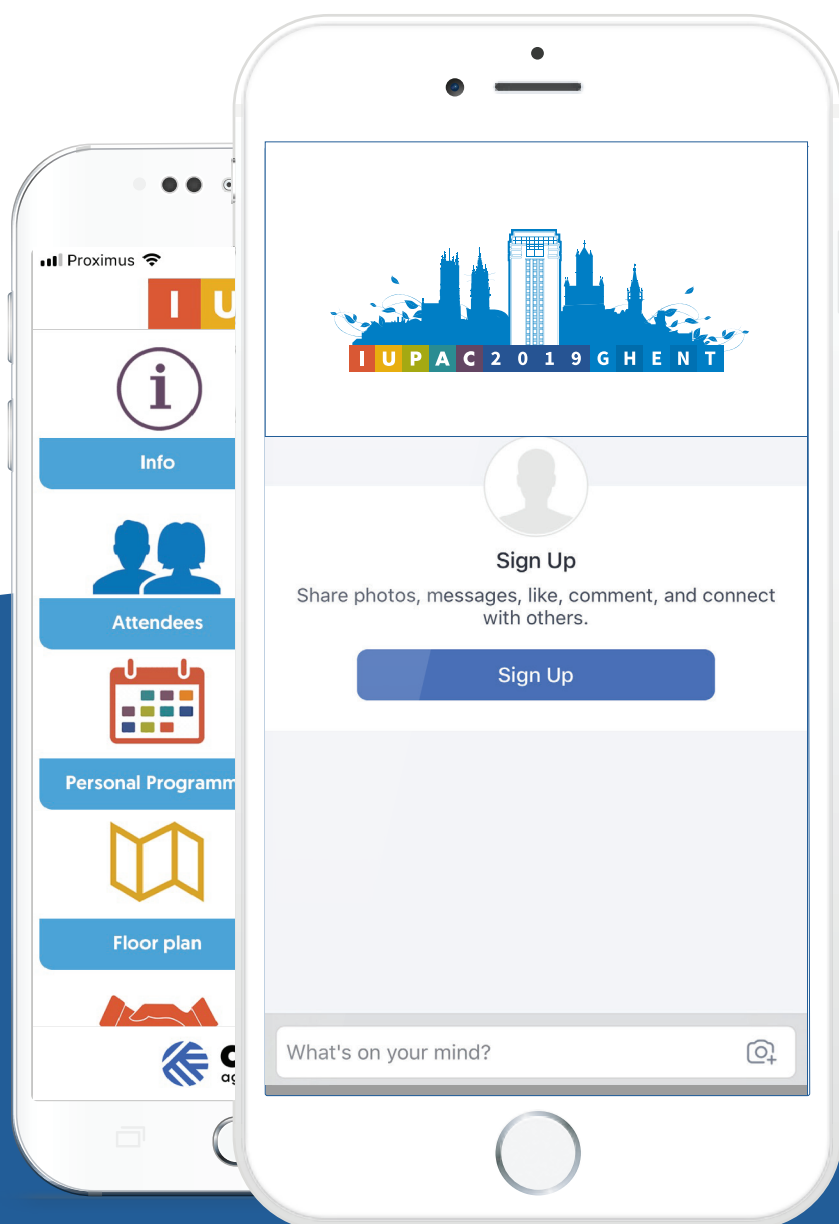 Proximus
I U
Info
Attendees
Personal Programm
Floor plan
IUPAC2019GHENT
Sign Up
Share photos, messages, like, comment, and connect
with others.
Sign Up
What's on your mind?